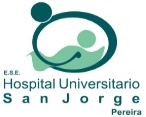 E.S.E.
Hospital Universitario
San Jorge
Pereira